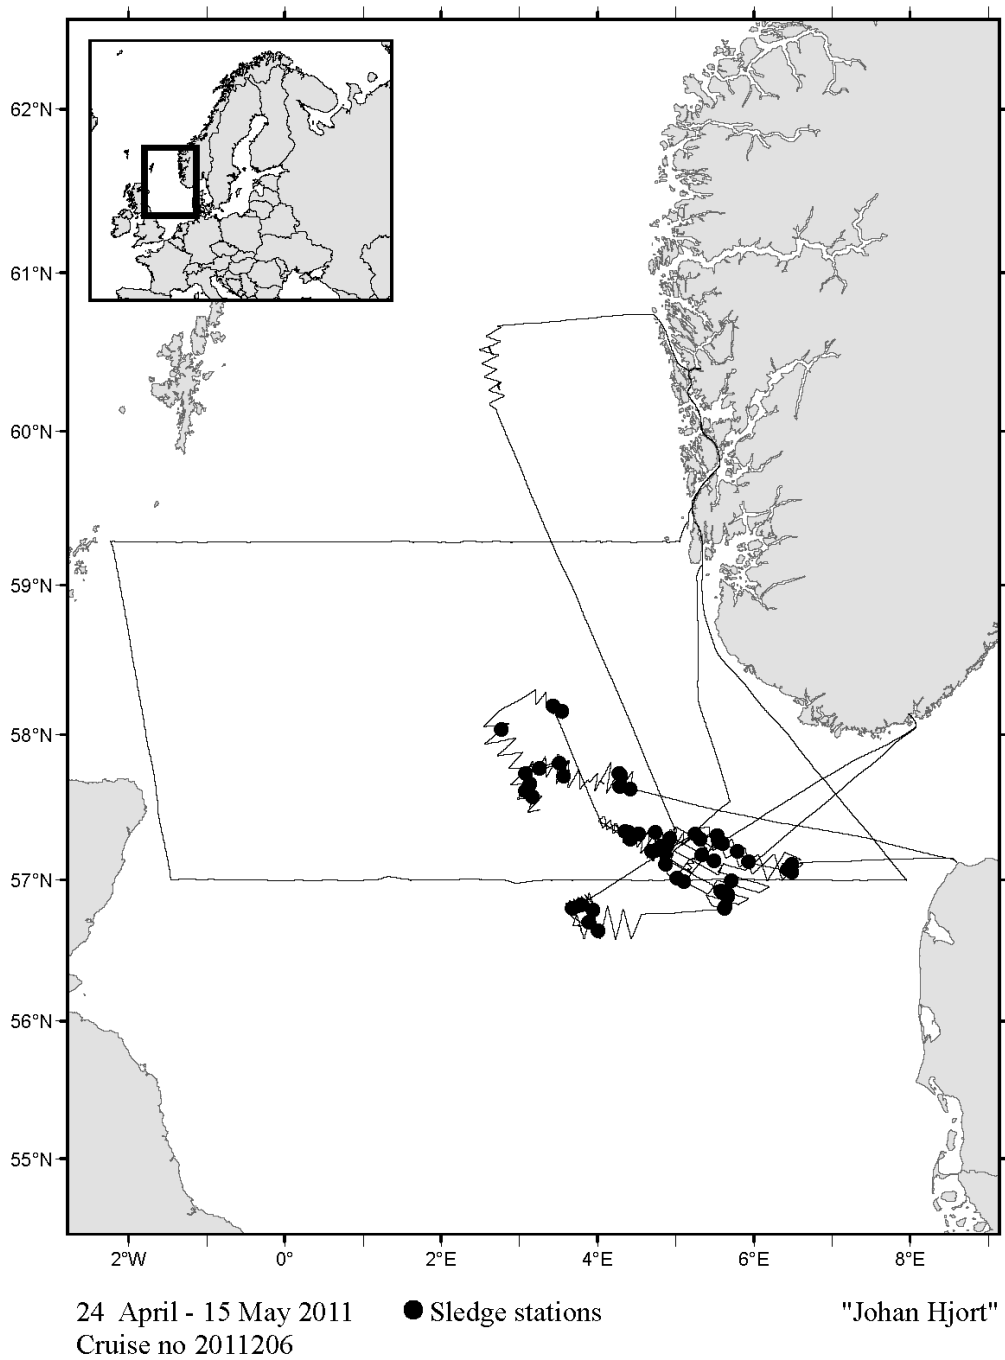 62°N
61°N
60°N
59°N
58°N
57°N
56°N
55°N
2°W 0° 2°E 4°E 6°E 8°E
24 April - 15 May 2011 Sledge stations "Johan Hjort"
Cruise no 2011206